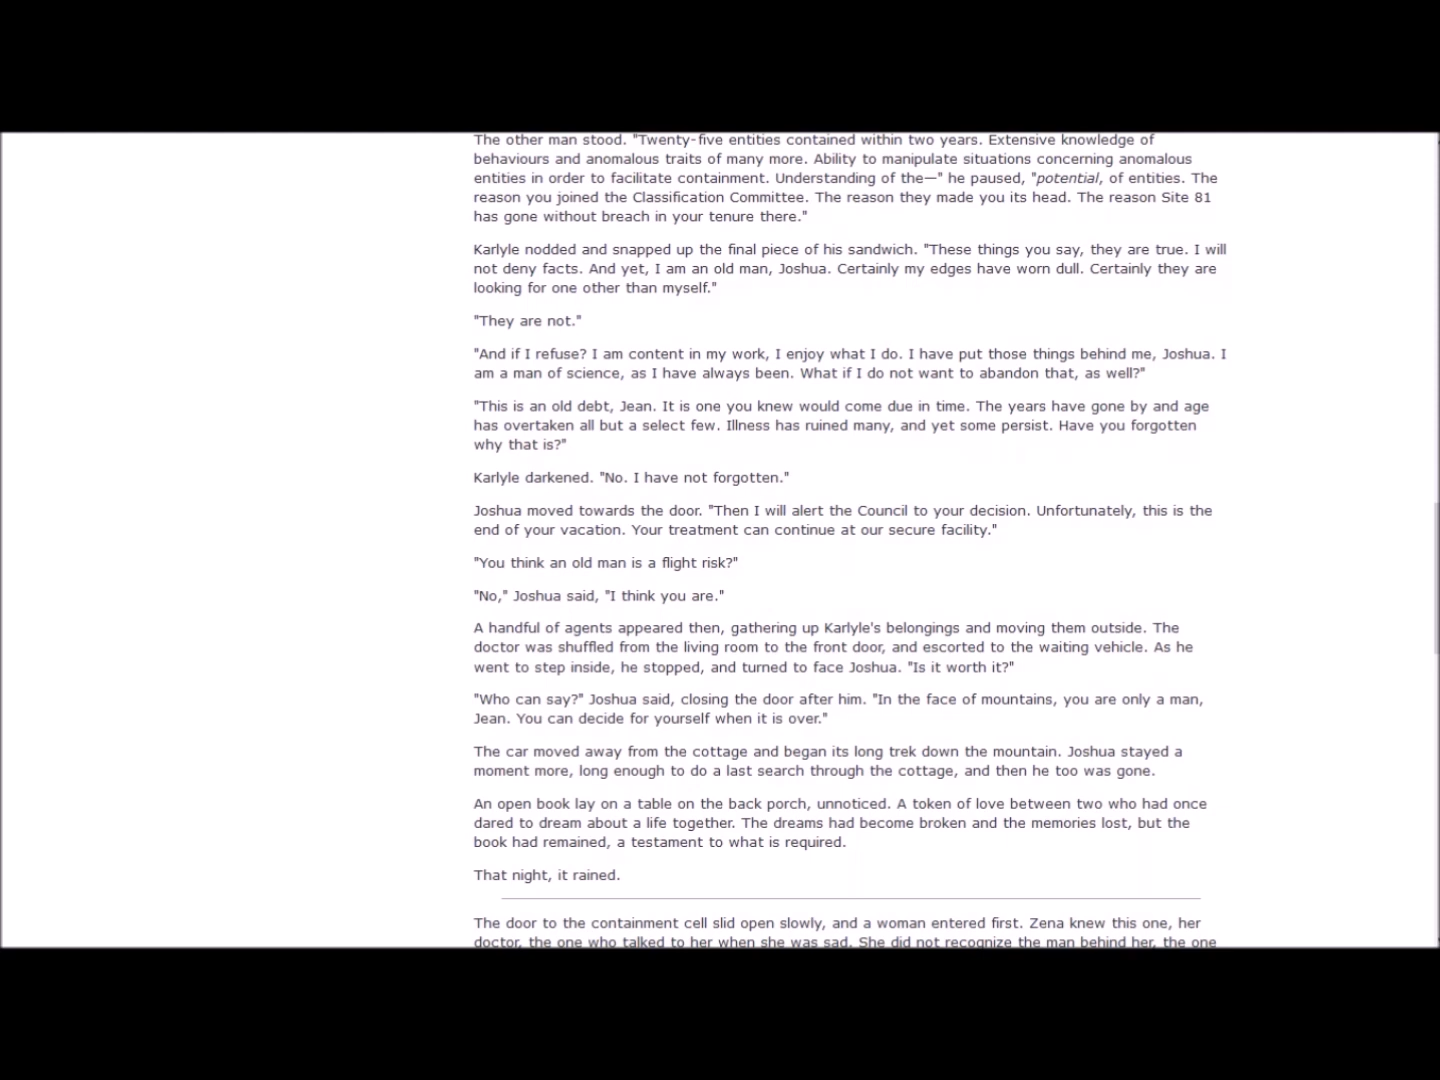 The other man stood. "Twenty-five entities contained within two years. Extensive knowledge of
behaviours and anomalous traits of many more. Ability to manipulate situations concerning anomalous
entities in order to facilitate containment. Understanding of the—" he paused, "potential, of entities. The
reason you joined the Classification Committee. The reason they made you its head. The reason Site 81
has gone without breach in your tenure there."
Karlyle nodded and snapped up the final piece of his sandwich. "These things you say, they are true. I will
not deny facts. And yet, I am an old man, Joshua. Certainly my edges have worn dull. Certainly they are
looking for one other than myself."
"They are not."
"And if I refuse? I am content in my work, I enjoy what I do. I have put those things behind me, Joshua. I
am a man of science, as I have always been. What if I do not want to abandon that, as well?"
"This is an old debt, Jean. It is one you knew would come due in time. The years have gone by and age
has overtaken all but a select few. Illness has ruined many, and yet some persist. Have you forgotten
why that is?"
Karlyle darkened. "No. I have not forgotten."
Joshua moved towards the door. "Then I will alert the Council to your decision. Unfortunately, this is the
end of your vacation. Your treatment can continue at our secure facility."
"You think an old man is a flight risk?"
"No," Joshua said, "I think you are."
A handful of agents appeared then, gathering up Karlyle's belongings and moving them outside. The
doctor was shuffled from the living room to the front door, and escorted to the waiting vehicle. As he
went to step inside, he stopped, and turned to face Joshua. "Is it worth it?"
"Who can say?" Joshua said, closing the door after him. "In the face of mountains, you are only a man,
Jean. You can decide for yourself when it is over."
The car moved away from the cottage and began its long trek down the mountain. Joshua stayed a
moment more, long enough to do a last search through the cottage, and then he too was gone.
An open book lay on a table on the back porch, unnoticed. A token of love between two who had once
dared to dream about a life together. The dreams had become broken and the memories lost, but the
book had remained, a testament to what is required.
That night, it rained.
The door to the containment cell slid open slowly, and a woman entered first. Zena knew this one, her
doctor, the one who talked to her when she was sad. She did not recognize the man behind her, the one